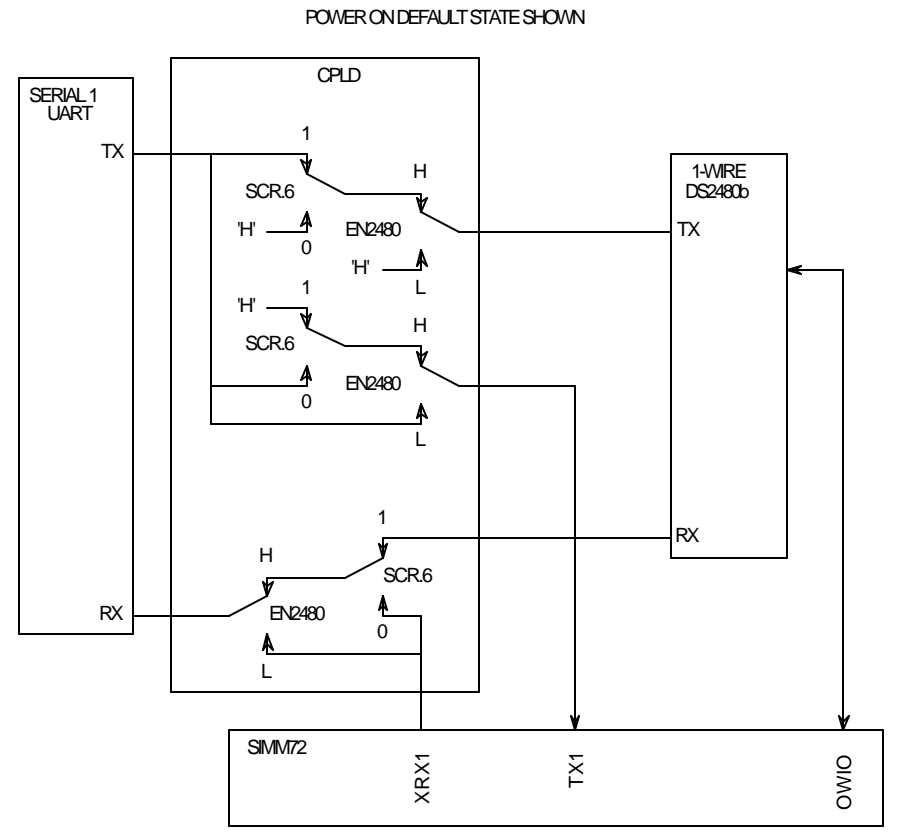 POWER ON DEFAULT STATE SHOWN
CPLD
SERIAL 1
UART
TX
1
H
1-WIRE
DS2480b
SCR.6
'H'
EN2480
TX
0
'H'
1
L
'H'
H
SCR.6
EN2480
0
L
1
RX
H
SCR.6
RX
EN2480
0
L
SIMM72
XRX1
TX1
OWIO